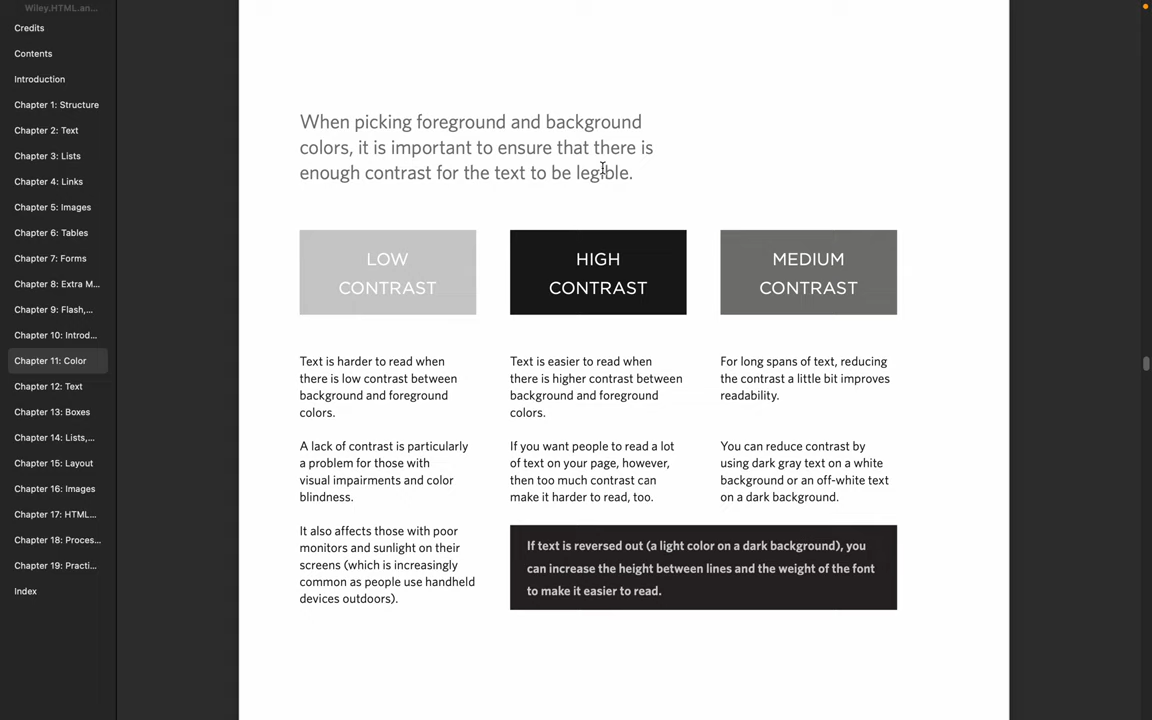 Wiley.HTML.an...
Credits
Contents
Introduction
Chapter 1: Structure
Chapter 2: Text
Chapter 3: Lists
Chapter 4: Links
Chapter 5: Images
Chapter 6: Tables
Chapter 7: Forms
Chapter 8: Extra M...
Chapter 9: Flash,...
Chapter 10: Introd...
Chapter 11: Color
Chapter 12: Text
Chapter 13: Boxes
Chapter 14: Lists,...
Chapter 15: Layout
Chapter 16: Images
Chapter 17: HTML...
Chapter 18: Proces...
Chapter 19: Practi...
Index
When picking foreground and background
colors, it is important to ensure that there is
enough contrast for the text to be legible.
LOW
CONTRAST
Text is harder to read when
there is low contrast between
background and foreground
colors.
A lack of contrast is particularly
a problem for those with
visual impairments and color
blindness.
It also affects those with poor
monitors and sunlight on their
screens (which is increasingly
common as people use handheld
devices outdoors).
HIGH
CONTRAST
Text is easier to read when
there is higher contrast between
background and foreground
colors.
If you want people to read a lot
of text on your page, however,
then too much contrast can
make it harder to read, too.
MEDIUM
CONTRAST
For long spans of text, reducing
the contrast a little bit improves
readability.
You can reduce contrast by
using dark gray text on a white
background or an off-white text
on a dark background.
If text is reversed out (a light color on a dark background), you
can increase the height between lines and the weight of the font
to make it easier to read.